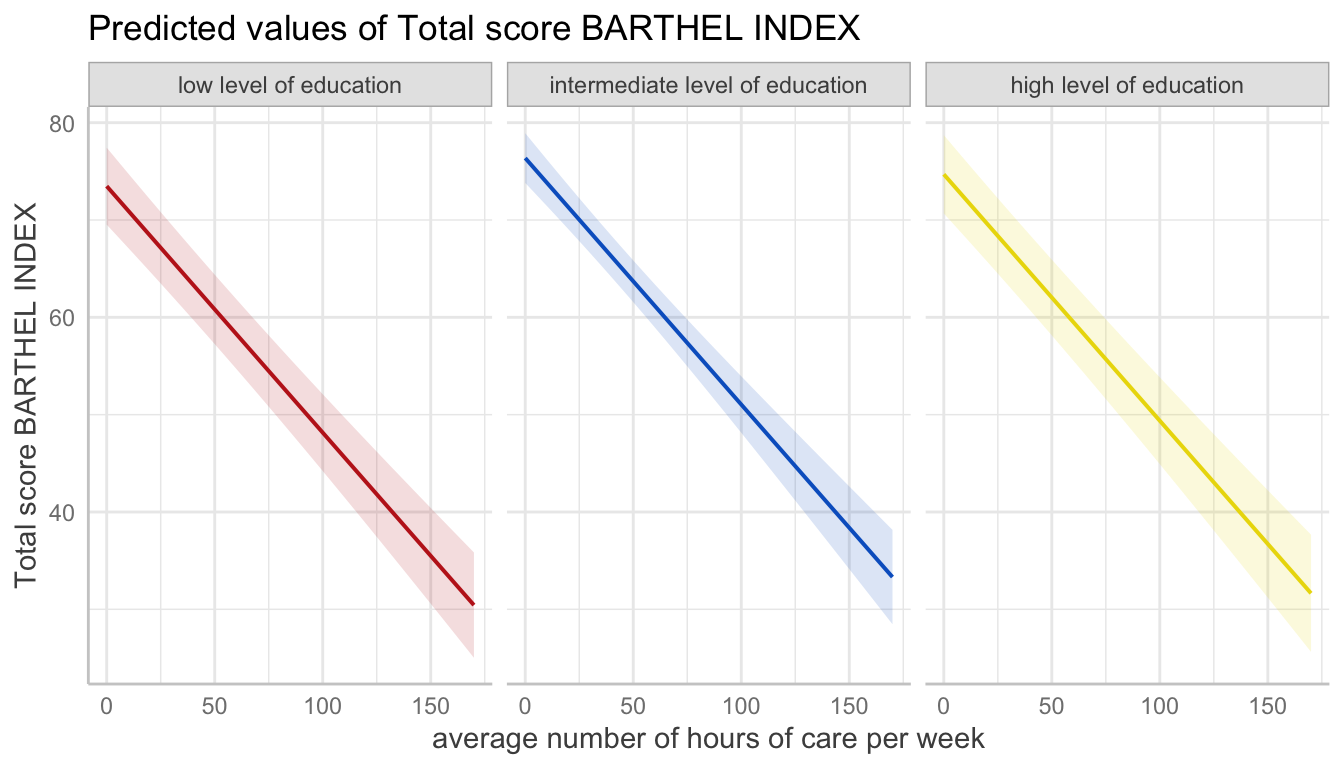 Predicted values of Total score BARTHEL INDEX
low level of education
intermediate level of education
high level of education
Total score BARTHEL INDEX
80
60
40
0 50 100 150
0 50 100 150
0 50 100 150
average number of hours of care per week